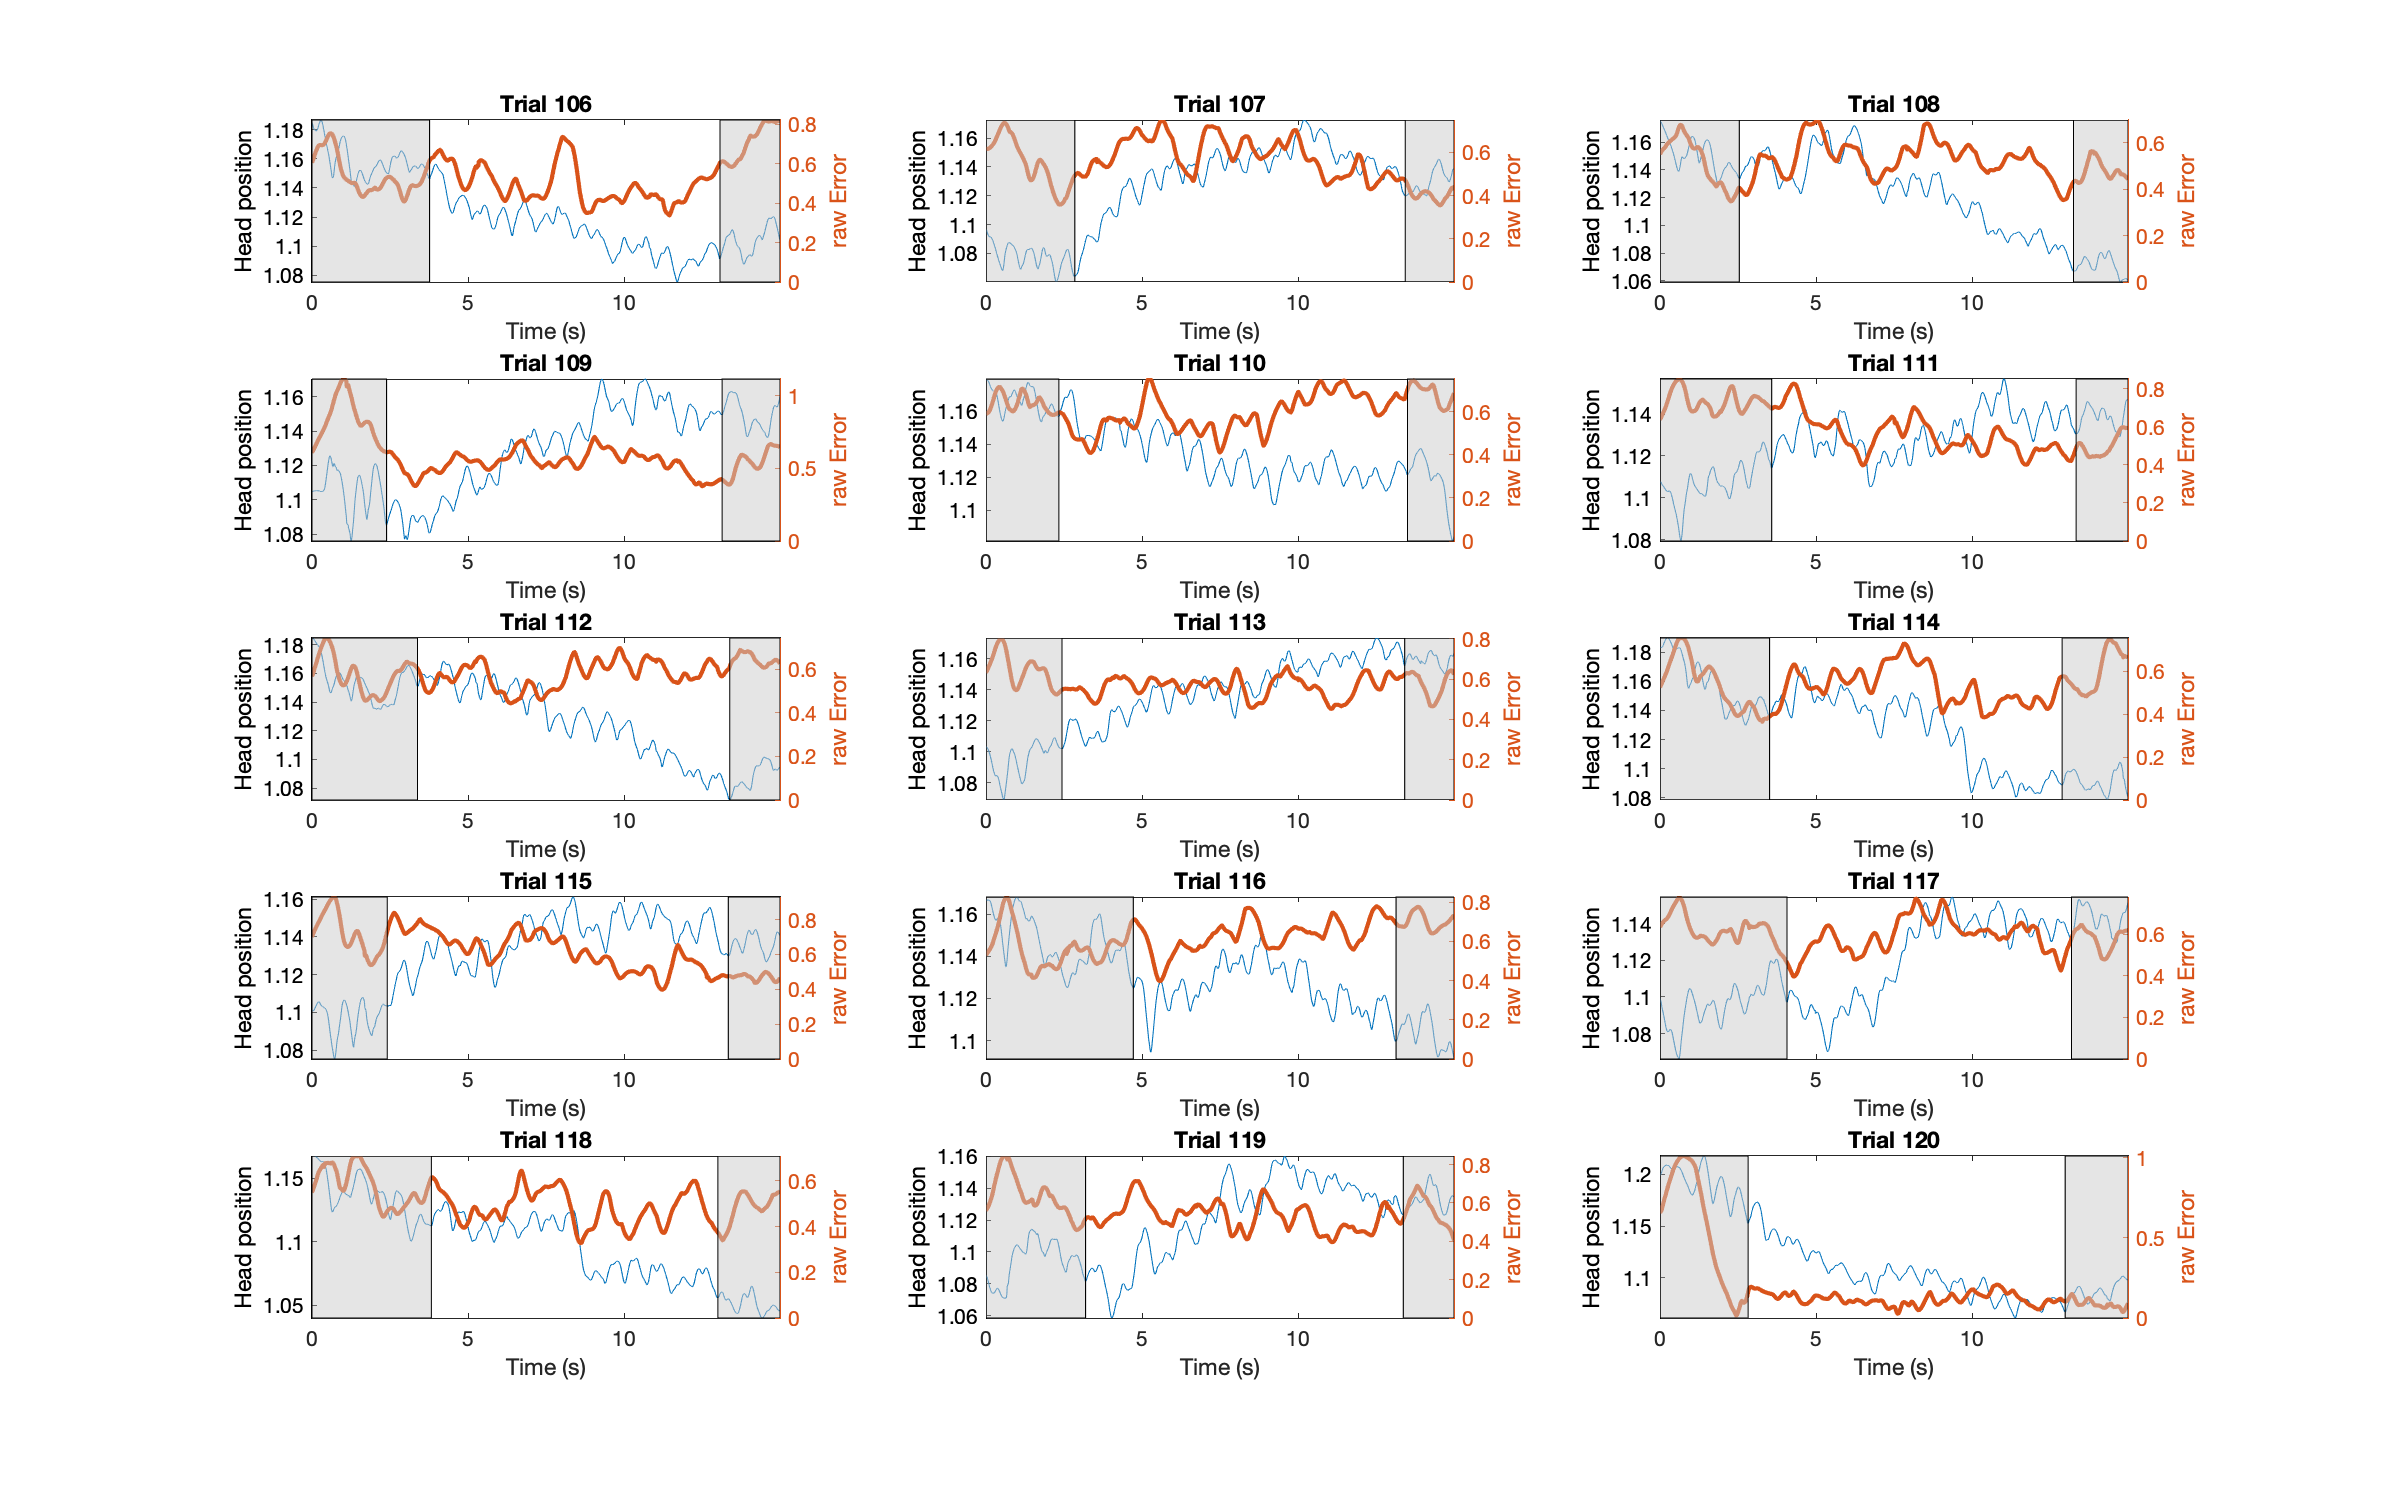 Trial 106
Head position
1.18
1.16
1.14
1.12
1.1
1.08
0.8
0.6
0.4
0.2
0
raw Error
0 5 10
Time (s)
Trial 107
Head position
1.16
1.14
1.12
1.1
1.08
0.6
0.4
0.2
0
raw Error
0 5 10
Time (s)
Trial 108
Head position
1.16
1.14
1.12
1.1
1.08
1.06
0.6
0.4
0.2
0
raw Error
0 5 10
Time (s)
Trial 109
Head position
1.16
1.14
1.12
1.1
1.08
1
0.5
0
raw Error
0 5 10
Time (s)
Trial 110
Head position
1.16
1.14
1.12
1.1
0.6
0.4
0.2
0
raw Error
0 5 10
Time (s)
Trial 111
Head position
1.14
1.12
1.1
1.08
0.8
0.6
0.4
0.2
0
raw Error
0 5 10
Time (s)
Trial 112
Head position
1.18
1.16
1.14
1.12
1.1
1.08
0.6
0.4
0.2
0
raw Error
0 5 10
Time (s)
Trial 113
Head position
1.16
1.14
1.12
1.1
1.08
0.8
0.6
0.4
0.2
0
raw Error
0 5 10
Time (s)
Trial 114
Head position
1.18
1.16
1.14
1.12
1.1
1.08
0.6
0.4
0.2
0
raw Error
0 5 10
Time (s)
Trial 115
Head position
1.16
1.14
1.12
1.1
1.08
0.8
0.6
0.4
0.2
0
raw Error
0 5 10
Time (s)
Trial 116
Head position
1.16
1.14
1.12
1.1
0.8
0.6
0.4
0.2
0
raw Error
0 5 10
Time (s)
Trial 117
Head position
1.14
1.12
1.1
1.08
0.6
0.4
0.2
0
raw Error
0 5 10
Time (s)
Trial 118
Head position
1.15
1.1
1.05
0.6
0.4
0.2
0
raw Error
0 5 10
Time (s)
Trial 119
Head position
1.16
1.14
1.12
1.1
1.08
1.06
0.8
0.6
0.4
0.2
0
raw Error
0 5 10
Time (s)
Trial 120
Head position
1.2
1.15
1.1
1
0.5
0
raw Error
0 5 10
Time (s)